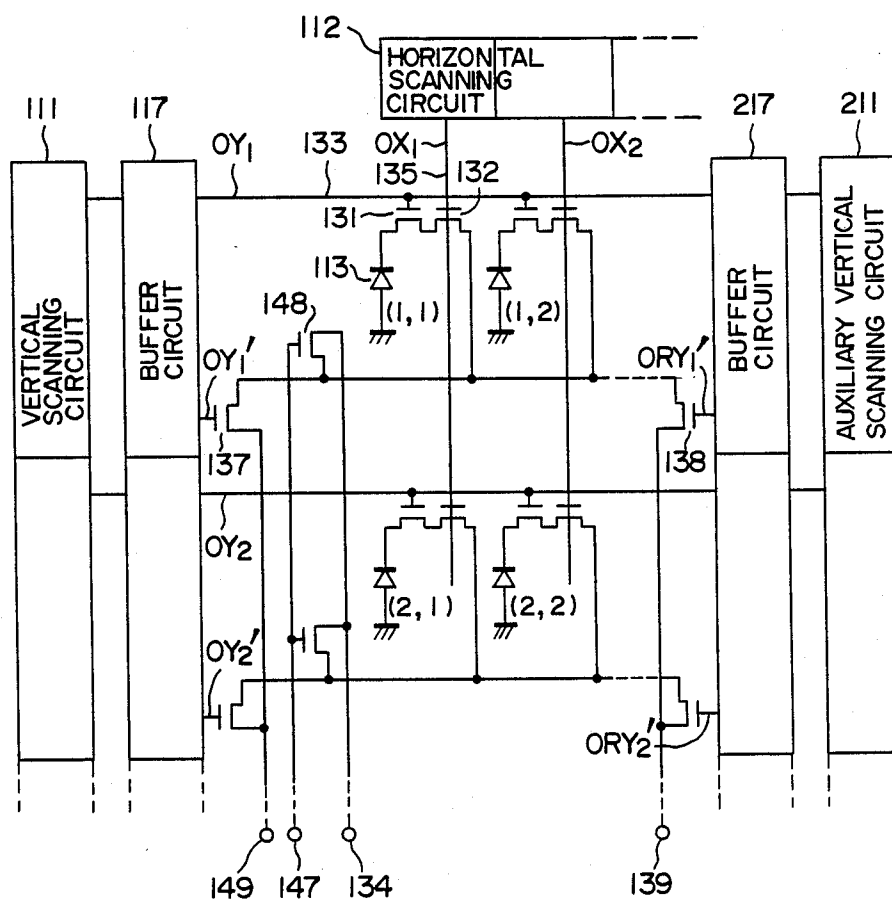 112
HORIZONTAL
SCANNING
CIRCUIT
111
117
217
211
OY1
133
OX1
OX2
135
132
131
113
(1,1)
(1,2)
148
VERTICAL
SCANNING
CIRCUIT
BUFFER
CIRCUIT
BUFFER
CIRCUIT
AUXILIARY VERTICAL
SCANNING CIRCUIT
OY1'
ORY1'
137
138
OY2
(2,1)
(2,2)
OY2'
ORY2'
149
147
134
139